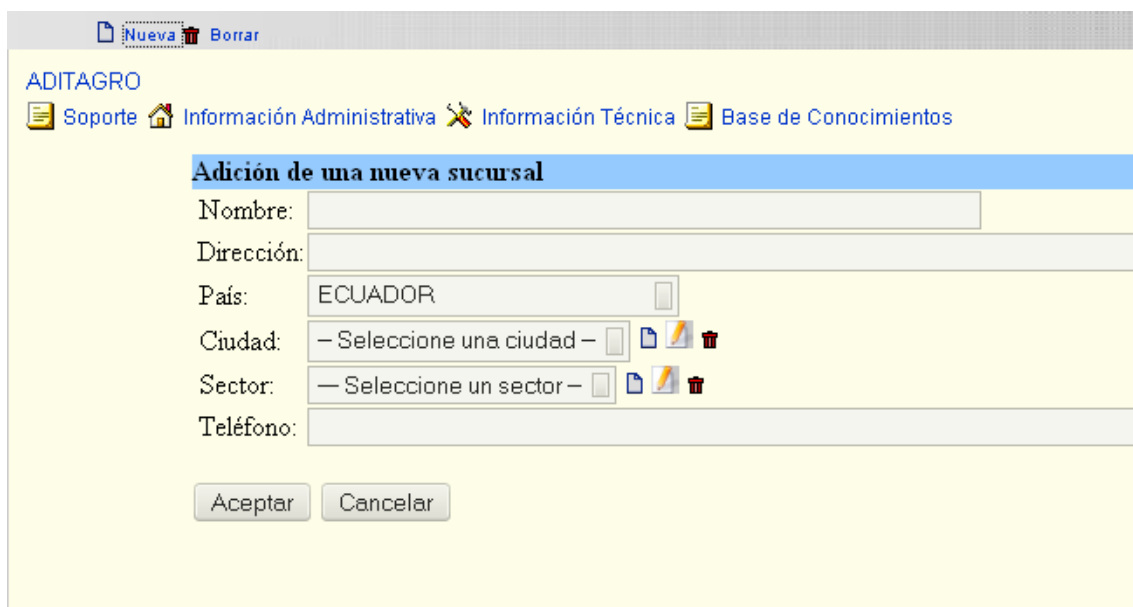 Nueva Borrar
ADITAGRO
Soporte Información Administrativa Información Técnica Base de Conocimientos
Adición de una nueva sucursal
Nombre:
Dirección:
País: ECUADOR
Ciudad: – Seleccione una ciudad –
Sector: — Seleccione un sector –
Teléfono:
Aceptar Cancelar